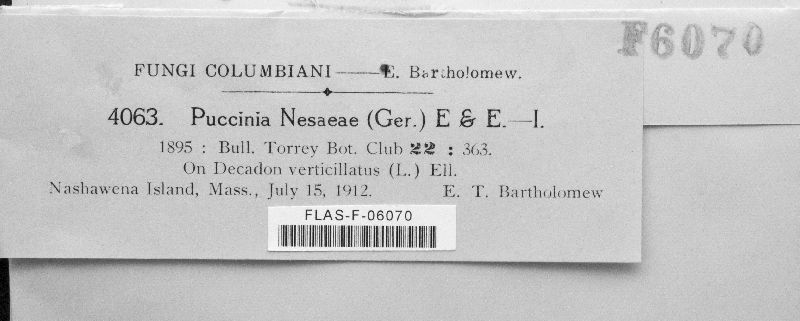 F6070
FUNGI COLUMBIANI——E. Bartholomew.
4063. Puccinia Nesaeae (Ger.) E & E.—I.
1895 : Bull. Torrey Bot. Club 22 : 363.
On Decadon verticillatus (L.) Ell.
Nashawena Island, Mass., July 15, 1912. E. T. Bartholomew
FLAS-F-06070